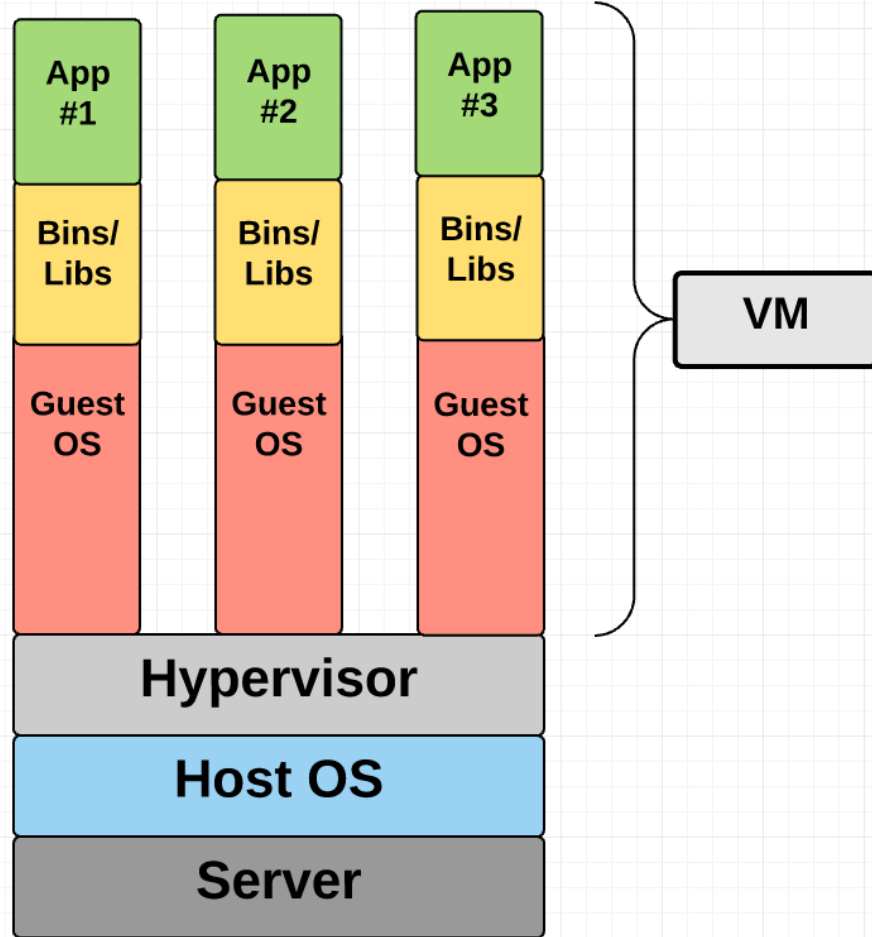 App
#1
App
#2
App
#3
Bins/
Libs
Bins/
Libs
Bins/
Libs
VM
Guest
OS
Guest
OS
Guest
OS
Hypervisor
Host OS
Server